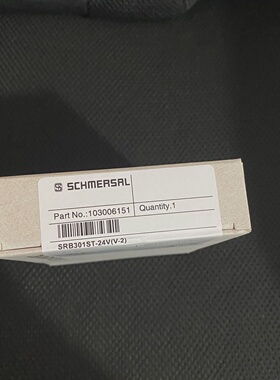 SCHMERSAL
Part No.:103006151 Quantity.1
SRB301ST-24V(V-2)